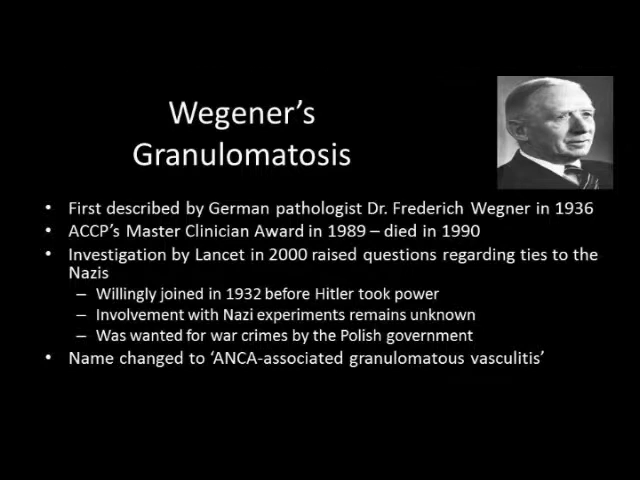 Wegener's
Granulomatosis
• First described by German pathologist Dr. Frederich Wegner in 1936
• ACCP's Master Clinician Award in 1989 – died in 1990
• Investigation by Lancet in 2000 raised questions regarding ties to the
Nazis
– Willingly joined in 1932 before Hitler took power
– Involvement with Nazi experiments remains unknown
– Was wanted for war crimes by the Polish government
• Name changed to 'ANCA-associated granulomatous vasculitis'